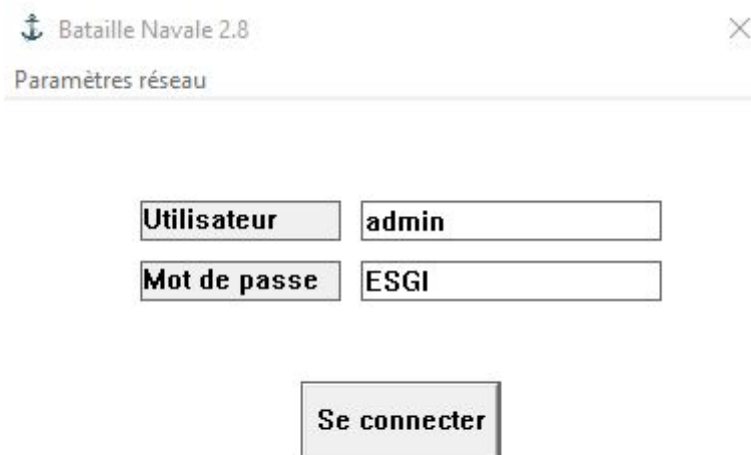 Bataille Navale 2.8
Paramètres réseau
Utilisateur admin
Mot de passe ESGI
Se connecter